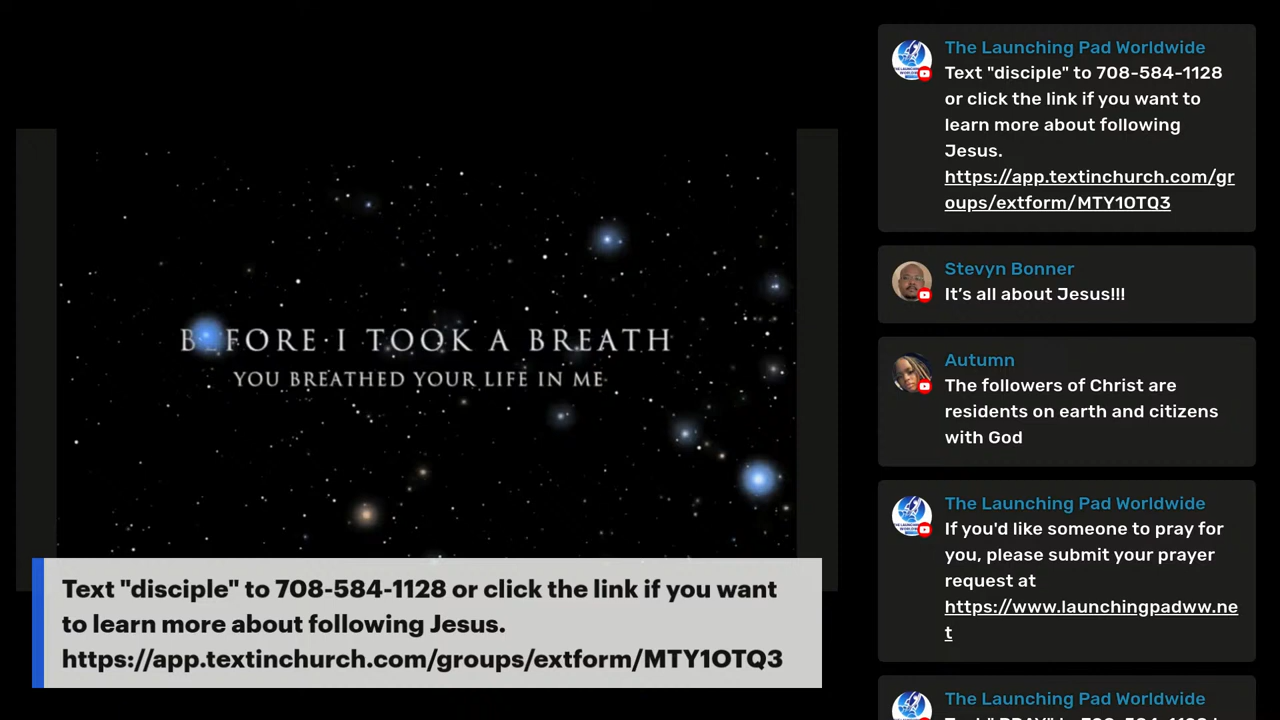 BEFORE I TOOK A BREATH
YOU BREATHED YOUR LIFE IN ME
Text "disciple" to 708-584-1128 or click the link if you want
to learn more about following Jesus.
https://app.textinchurch.com/groups/extform/MTY1OTQ3
The Launching Pad Worldwide
Text "disciple" to 708-584-1128
or click the link if you want to
learn more about following
Jesus.
https://app.textinchurch.com/gr
oups/extform/MTY1OTQ3
Stevyn Bonner
It’s all about Jesus!!!
Autumn
The followers of Christ are
residents on earth and citizens
with God
The Launching Pad Worldwide
If you'd like someone to pray for
you, please submit your prayer
request at
https://www.launchingpadww.ne
t
The Launching Pad Worldwide